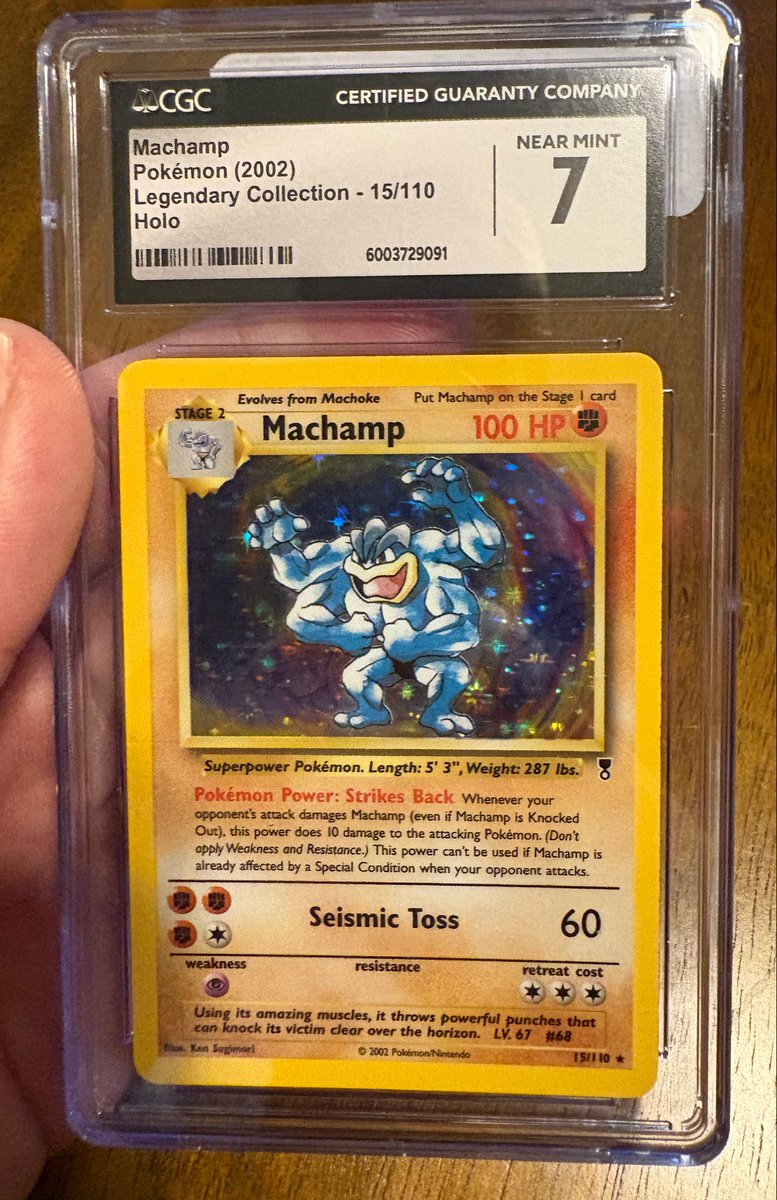 CGC CERTIFIED GUARANTY COMPANY
Machamp
Pokémon (2002)
Legendary Collection - 15/110
Holo
6003729091
NEAR MINT
7
Evolves from Machoke Put Machamp on the Stage 1 card
STAGE 2
Machamp 100 HP
Superpower Pokémon. Length: 5' 3", Weight: 287 lbs.
Pokémon Power: Strikes Back Whenever your
opponent's attack damages Machamp (even if Machamp is Knocked
Out), this power does 10 damage to the attacking Pokémon. (Don't
apply Weakness and Resistance.) This power can't be used if Machamp is
already affected by a Special Condition when your opponent attacks.
Seismic Toss 60
weakness resistance retreat cost
Using its amazing muscles, it throws powerful punches that
can knock its victim clear over the horizon. LV. 67 #68
Illus. Ken Sugimori © 2002 Pokémon/Nintendo 15/110 ★